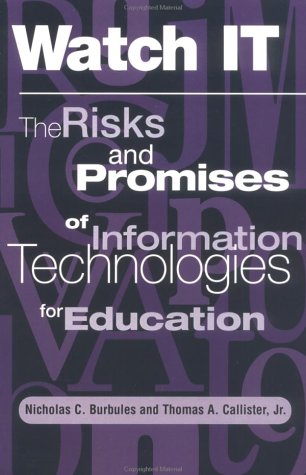 Watch IT
The Risks
and
Promises
of Information
Technologies
for Education
Nicholas C. Burbules and Thomas A. Callister, Jr.